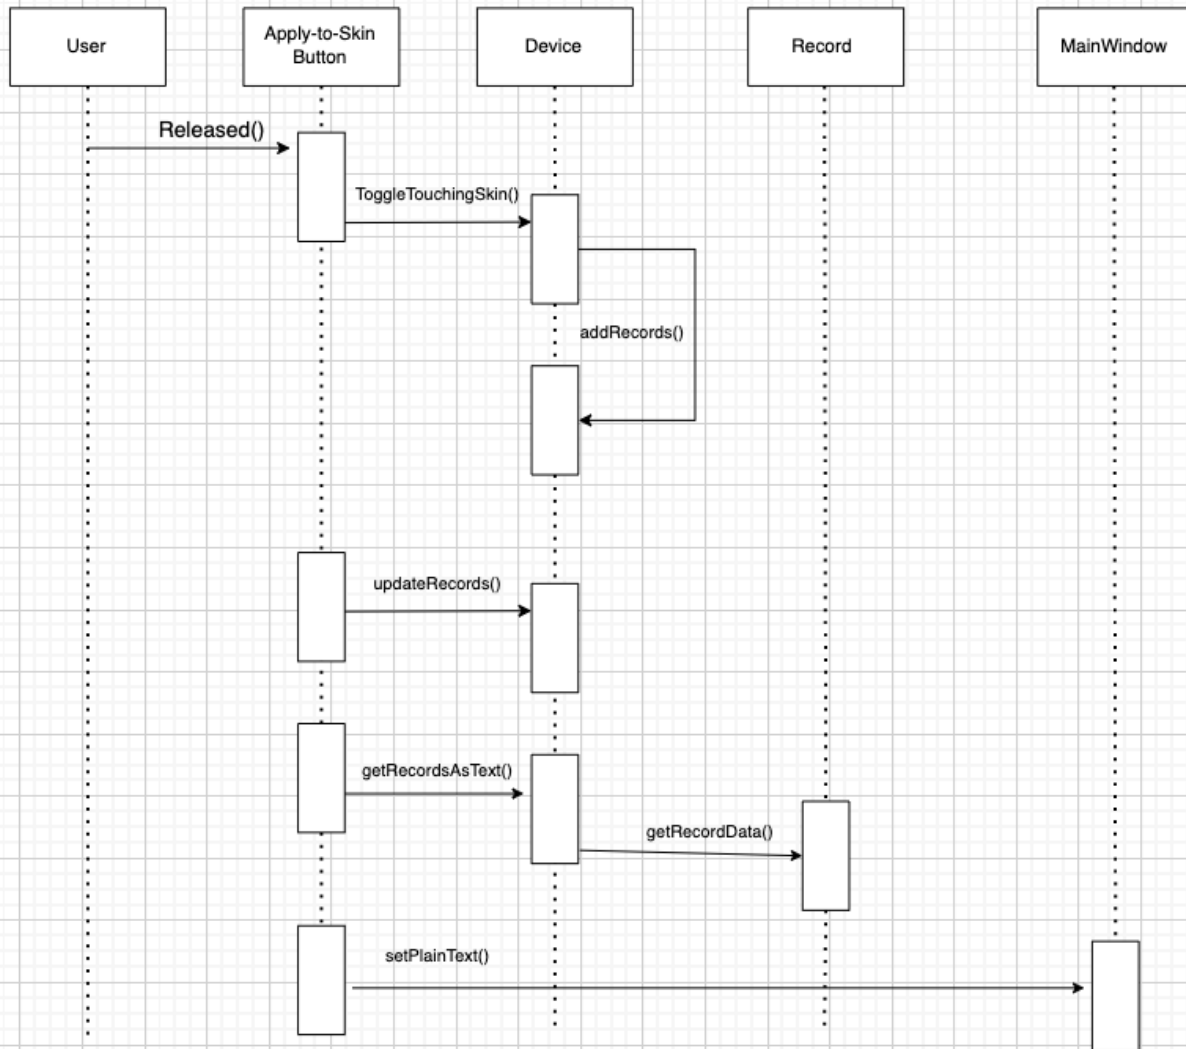 User
Apply-to-Skin
Button
Device
Record
MainWindow
Released()
ToggleTouchingSkin()
addRecords()
updateRecords()
getRecordsAsText()
getRecordData()
setPlainText()